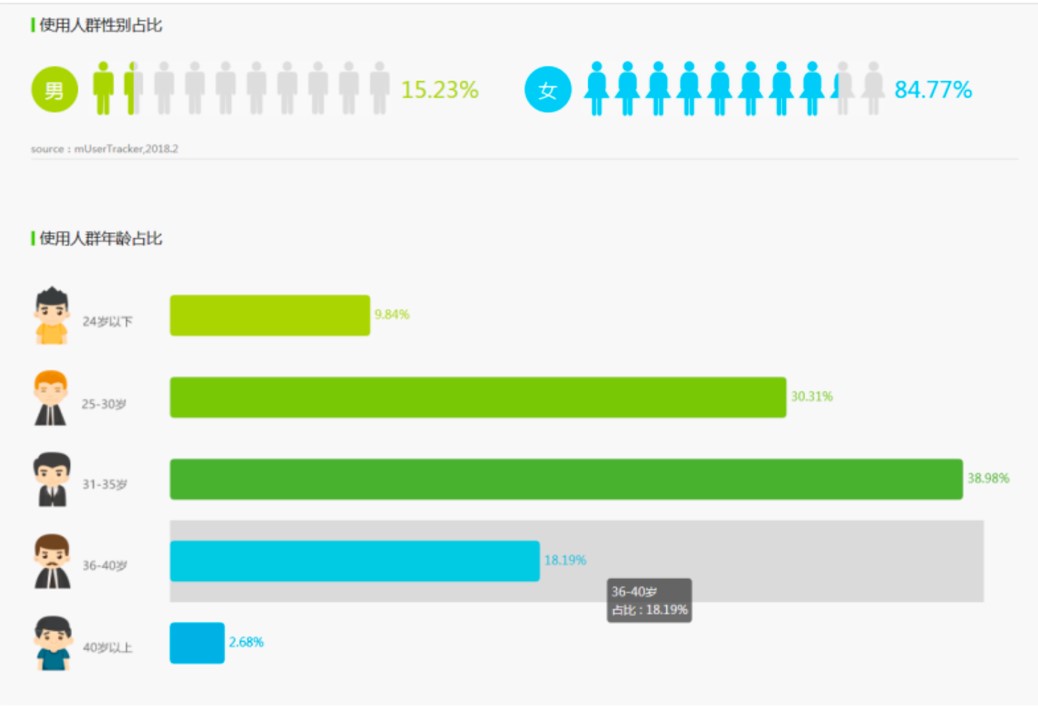 使用人群性别占比
男 15.23% 女 84.77%
source : mUserTracker,2018.2
使用人群年龄占比
24岁以下 9.84%
25-30岁 30.31%
31-35岁 38.98%
36-40岁 18.19%
36-40岁
占比 : 18.19%
40岁以上 2.68%